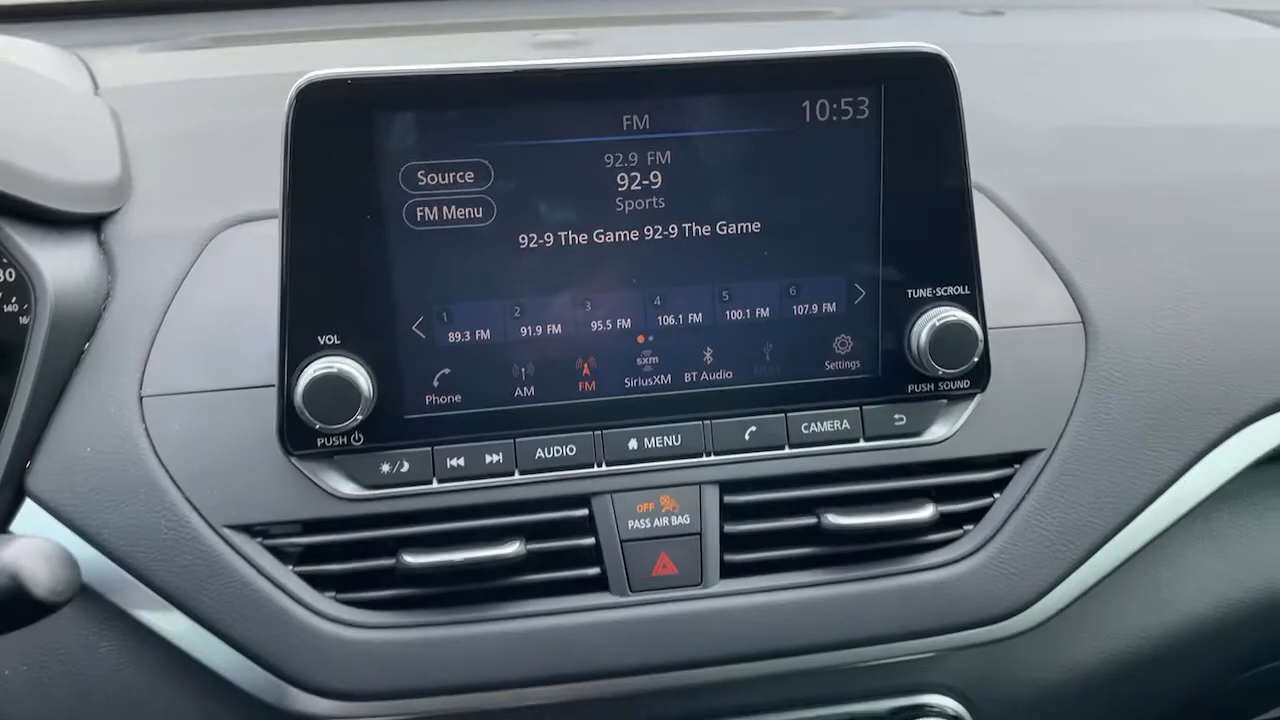 FM
10:53
92.9 FM
92-9
Sports
Source
FM Menu
92-9 The Game 92-9 The Game
1
89.3 FM
2
91.9 FM
3
95.5 FM
4
106.1 FM
5
100.1 FM
6
107.9 FM
Phone
AM
FM
sxm
SiriusXM
BT Audio
Settings
VOL
PUSH
TUNE·SCROLL
PUSH SOUND
AUDIO
MENU
CAMERA
OFF
PASS AIR BAG
140